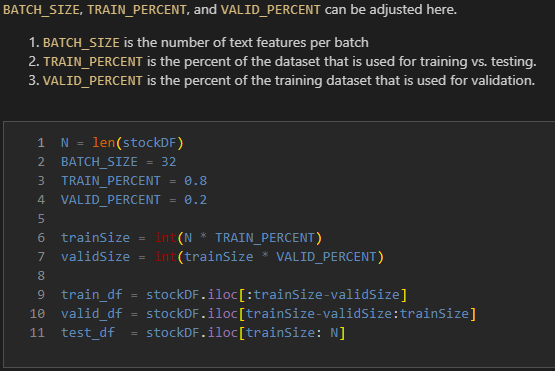 BATCH_SIZE, TRAIN_PERCENT, and VALID_PERCENT can be adjusted here.
1. BATCH_SIZE is the number of text features per batch
2. TRAIN_PERCENT is the percent of the dataset that is used for training vs. testing.
3. VALID_PERCENT is the percent of the training dataset that is used for validation.
1 N = len(stockDF)
2 BATCH_SIZE = 32
3 TRAIN_PERCENT = 0.8
4 VALID_PERCENT = 0.2
5
6 trainSize = int(N * TRAIN_PERCENT)
7 validSize = int(trainSize * VALID_PERCENT)
8
9 train_df = stockDF.iloc[:trainSize-validSize]
10 valid_df = stockDF.iloc[trainSize-validSize:trainSize]
11 test_df  = stockDF.iloc[trainSize: N]